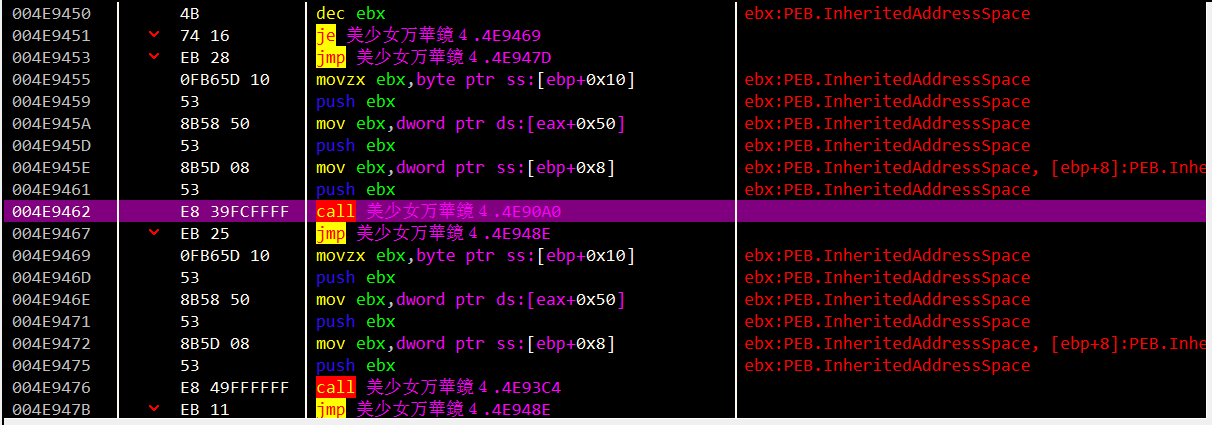 004E9450 4B dec ebx ebx:PEB.InheritedAddressSpace
004E9451 74 16 je 美少女万華鏡４.4E9469
004E9453 EB 28 jmp 美少女万華鏡４.4E947D
004E9455 0FB65D 10 movzx ebx,byte ptr ss:[ebp+0x10] ebx:PEB.InheritedAddressSpace
004E9459 53 push ebx ebx:PEB.InheritedAddressSpace
004E945A 8B58 50 mov ebx,dword ptr ds:[eax+0x50] ebx:PEB.InheritedAddressSpace
004E945D 53 push ebx ebx:PEB.InheritedAddressSpace
004E945E 8B5D 08 mov ebx,dword ptr ss:[ebp+0x8] ebx:PEB.InheritedAddressSpace, [ebp+8]:PEB.Inhe
004E9461 53 push ebx ebx:PEB.InheritedAddressSpace
004E9462 E8 39FCFFFF call 美少女万華鏡４.4E90A0
004E9467 EB 25 jmp 美少女万華鏡４.4E948E
004E9469 0FB65D 10 movzx ebx,byte ptr ss:[ebp+0x10] ebx:PEB.InheritedAddressSpace
004E946D 53 push ebx ebx:PEB.InheritedAddressSpace
004E946E 8B58 50 mov ebx,dword ptr ds:[eax+0x50] ebx:PEB.InheritedAddressSpace
004E9471 53 push ebx ebx:PEB.InheritedAddressSpace
004E9472 8B5D 08 mov ebx,dword ptr ss:[ebp+0x8] ebx:PEB.InheritedAddressSpace, [ebp+8]:PEB.Inhe
004E9475 53 push ebx ebx:PEB.InheritedAddressSpace
004E9476 E8 49FFFFFF call 美少女万華鏡４.4E93C4
004E947B EB 11 jmp 美少女万華鏡４.4E948E